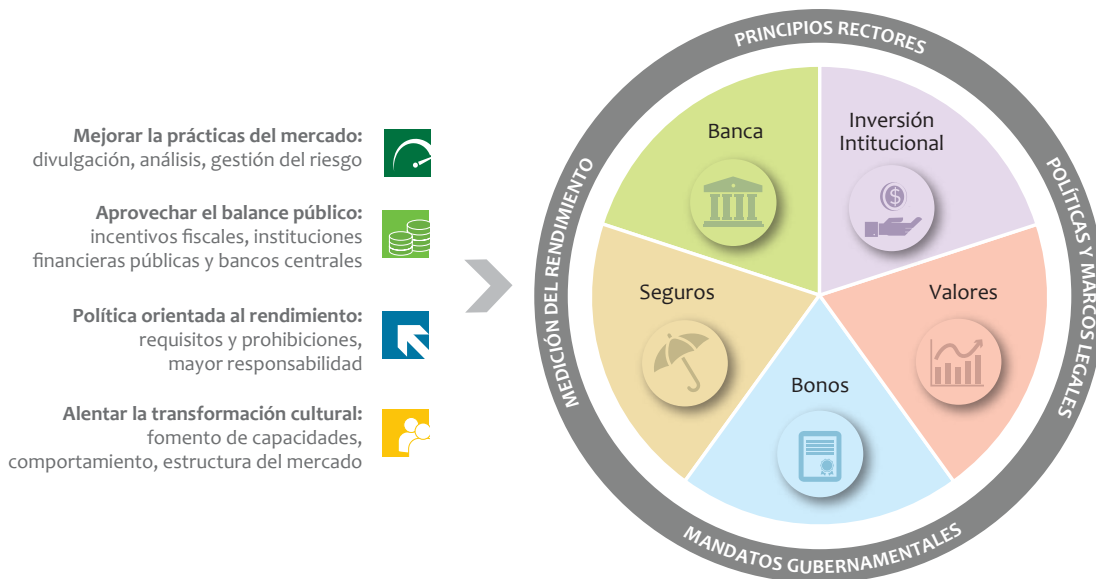 Mejorar la prácticas del mercado:
divulgación, análisis, gestión del riesgo
Aprovechar el balance público:
incentivos fiscales, instituciones
financieras públicas y bancos centrales
Política orientada al rendimiento:
requisitos y prohibiciones,
mayor responsabilidad
Alentar la transformación cultural:
fomento de capacidades,
comportamiento, estructura del mercado
PRINCIPIOS RECTORES
POLÍTICAS Y MARCOS LEGALES
MANDATOS GUBERNAMENTALES
MEDICIÓN DEL RENDIMIENTO
Banca
Inversión
Intitucional
$
Seguros
Valores
Bonos